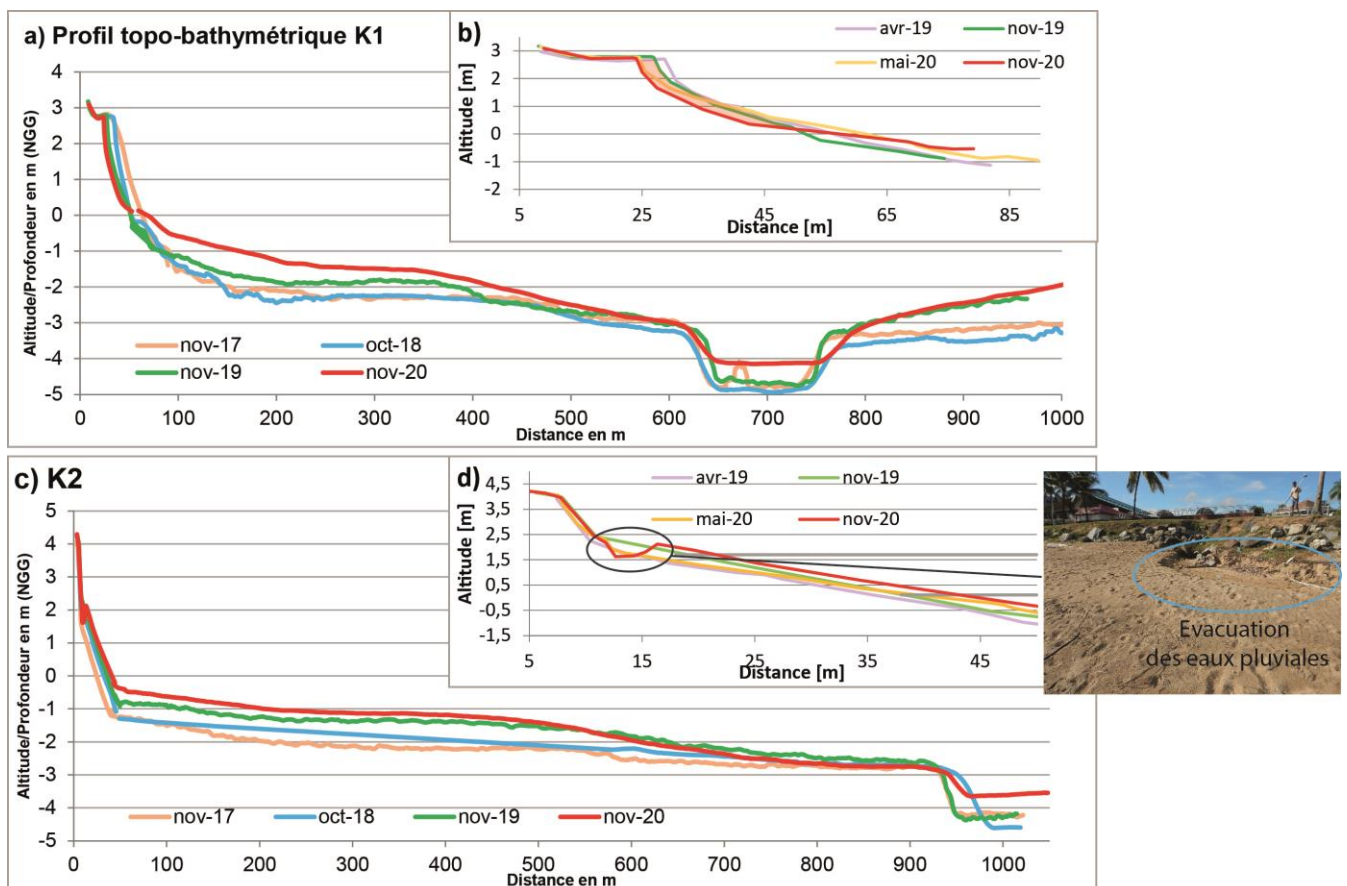 a) Profil topo-bathymétrique K1
Altitude/Profondeur en m (NGG)
4
3
2
1
0
-1
-2
-3
-4
-5
0 100 200 300 400 500 600 700 800 900 1000
Distance en m
nov-17 oct-18
nov-19 nov-20
b)
avr-19 nov-19
mai-20 nov-20
Altitude [m]
3
2
1
0
-1
-2
5 25 45 65 85
Distance [m]
c) K2
Altitude/Profondeur en m (NGG)
5
4
3
2
1
0
-1
-2
-3
-4
-5
0 100 200 300 400 500 600 700 800 900 1000
Distance en m
nov-17 oct-18 nov-19 nov-20
d)
avr-19 nov-19
mai-20 nov-20
Altitude [m]
4,5
3,5
2,5
1,5
0,5
-0,5
-1,5
5 15 25 35 45
Distance [m]
Evacuation
des eaux pluviales